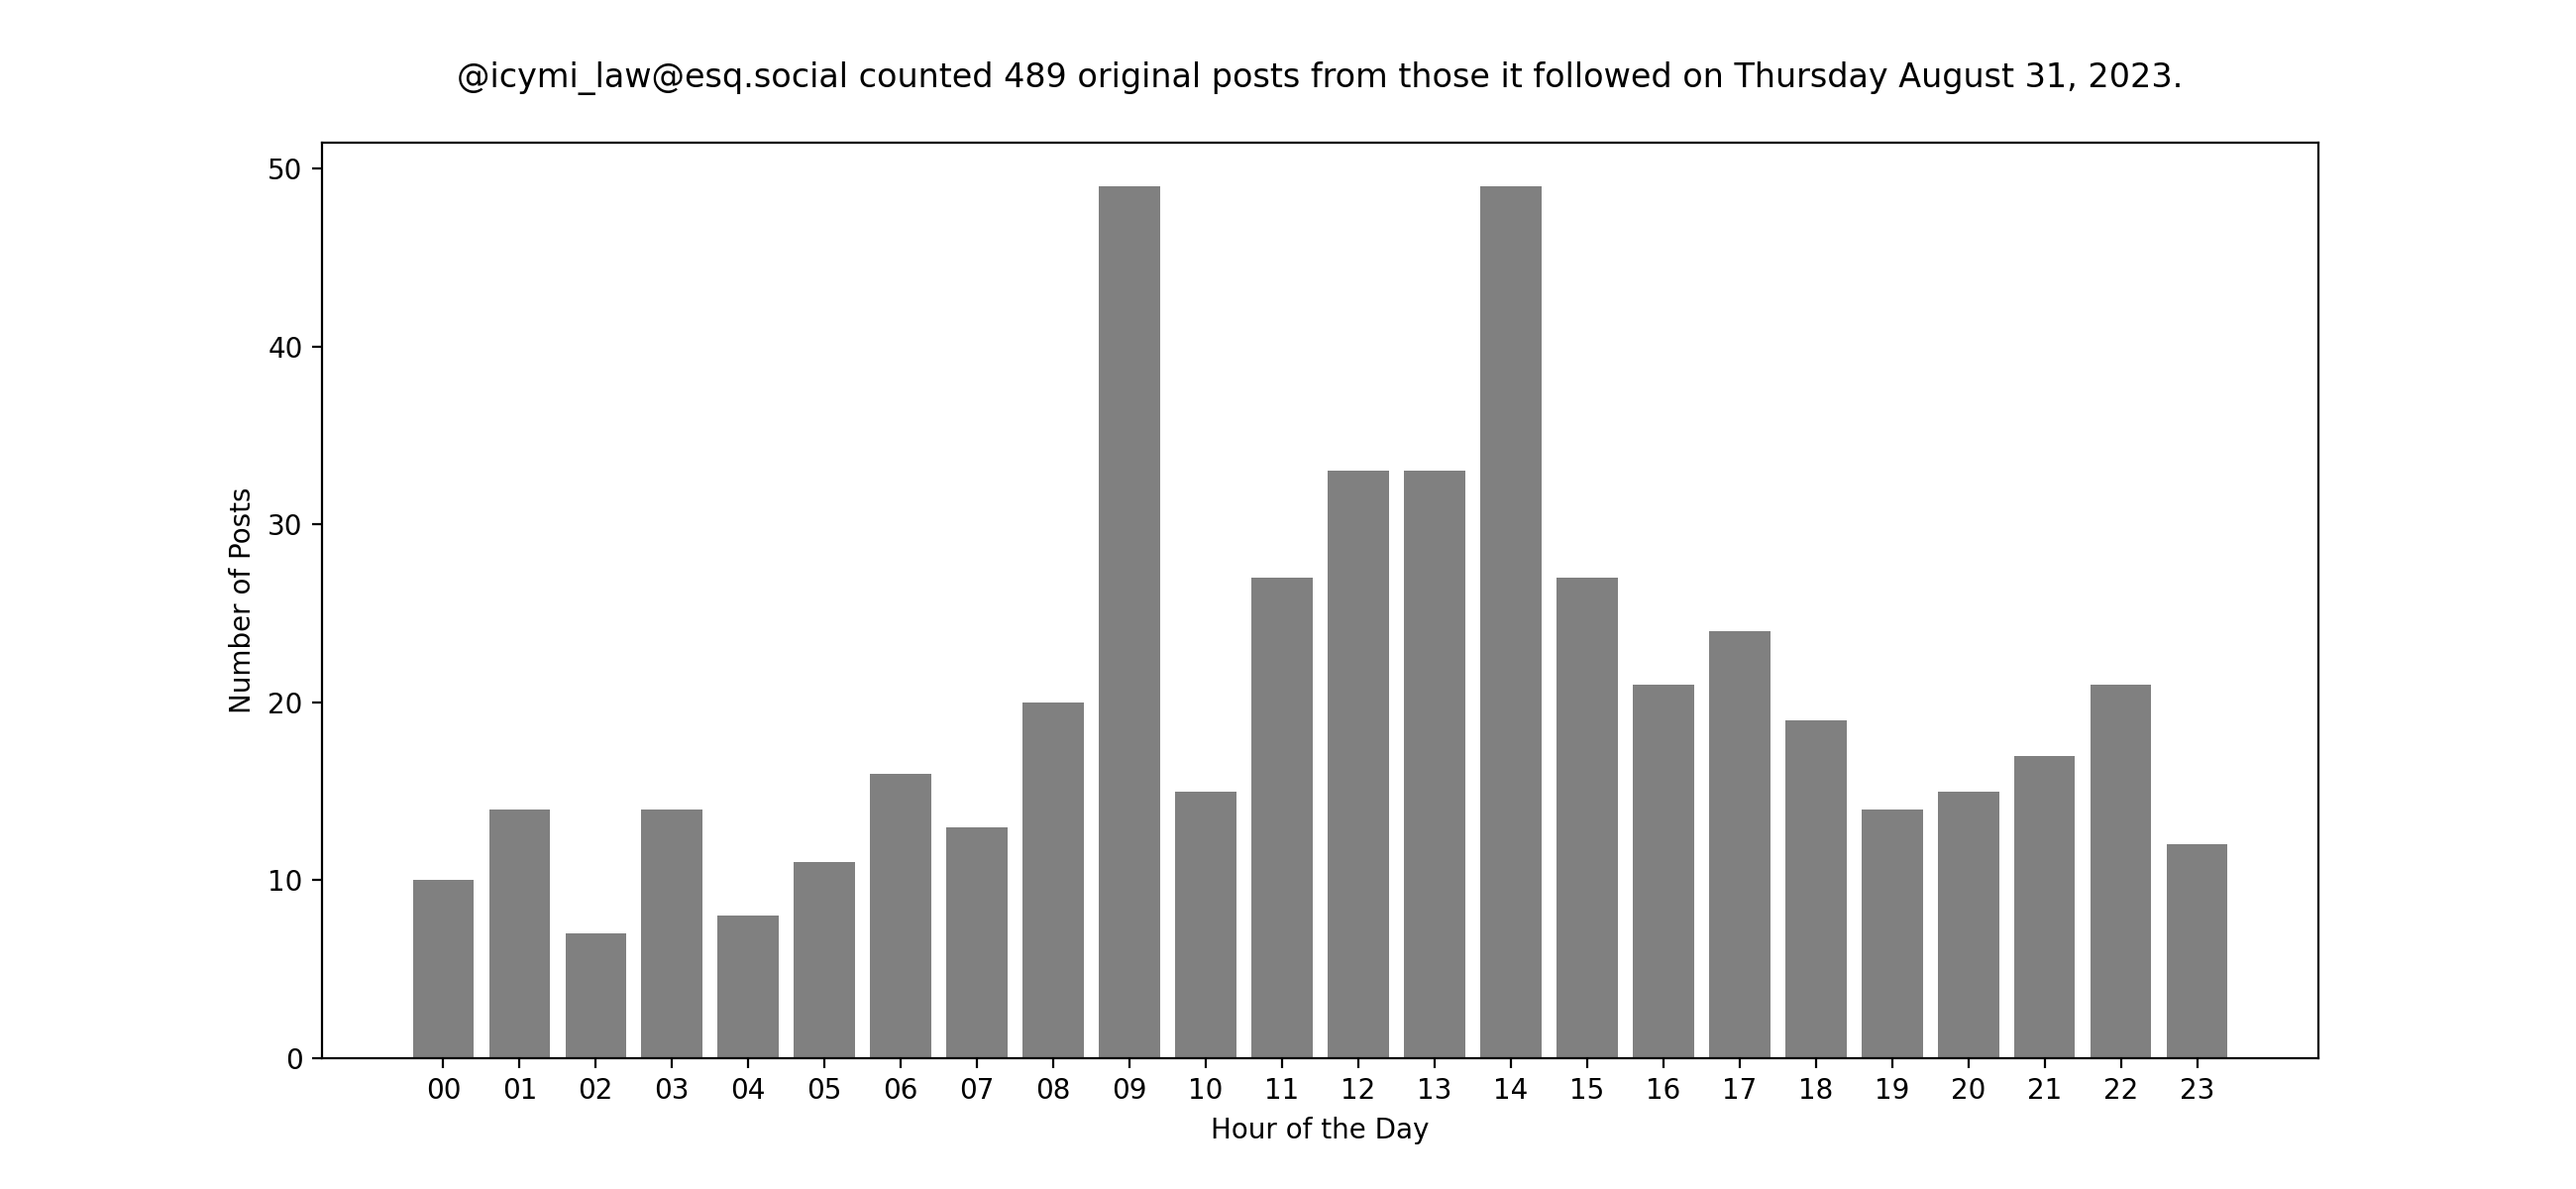 @icymi_law@esq.social counted 489 original posts from those it followed on Thursday August 31, 2023.
50
40
30
20
10
0
Number of Posts
00 01 02 03 04 05 06 07 08 09 10 11 12 13 14 15 16 17 18 19 20 21 22 23
Hour of the Day